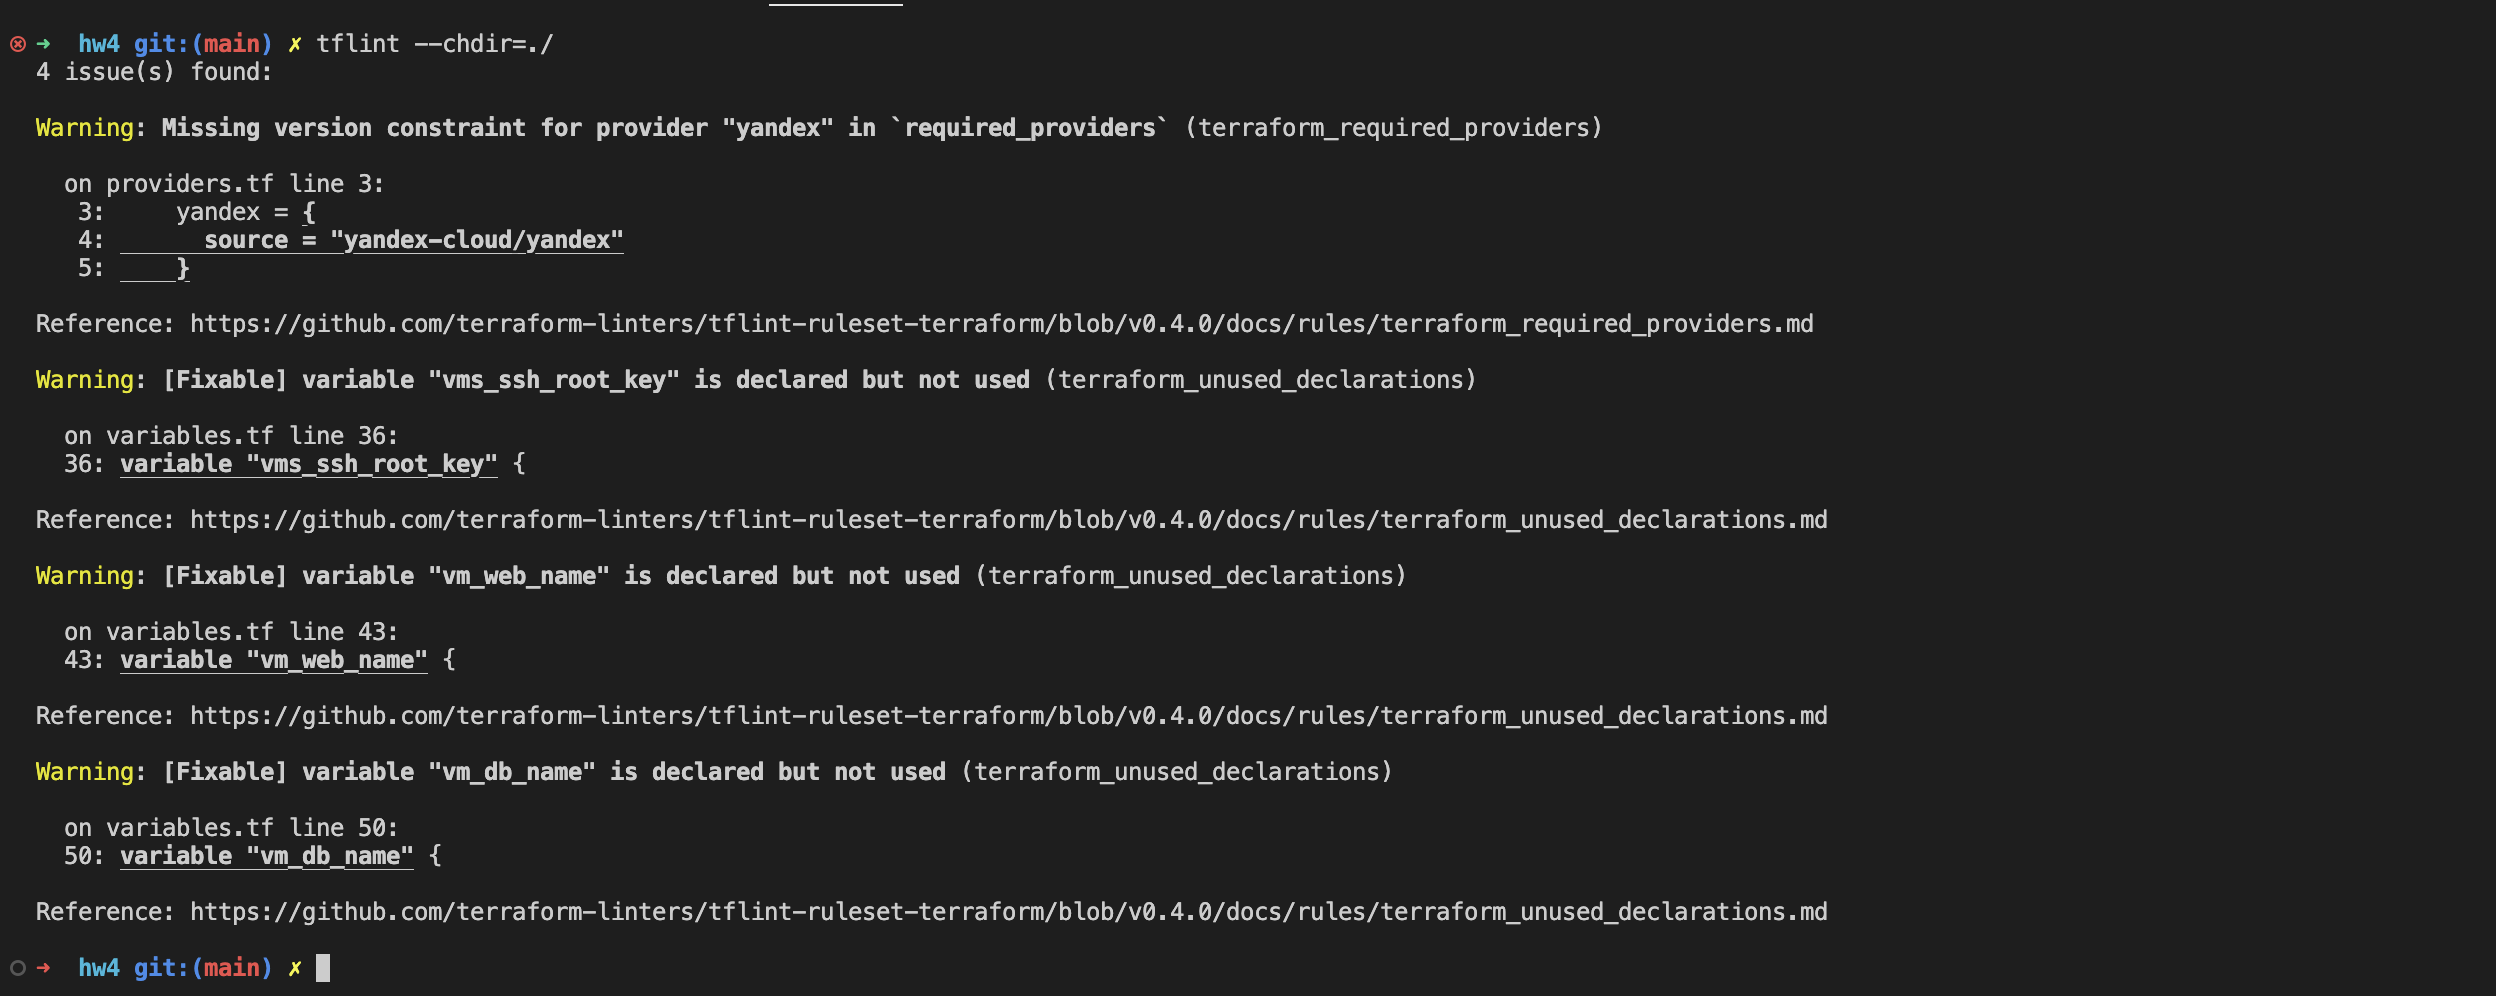 ➜  hw4 git:(main) ✗ tflint --chdir=./
4 issue(s) found:
Warning: Missing version constraint for provider "yandex" in `required_providers` (terraform_required_providers)
on providers.tf line 3:
3:     yandex = {
4:       source = "yandex-cloud/yandex"
5:     }
Reference: https://github.com/terraform-linters/tflint-ruleset-terraform/blob/v0.4.0/docs/rules/terraform_required_providers.md
Warning: [Fixable] variable "vms_ssh_root_key" is declared but not used (terraform_unused_declarations)
on variables.tf line 36:
36: variable "vms_ssh_root_key" {
Reference: https://github.com/terraform-linters/tflint-ruleset-terraform/blob/v0.4.0/docs/rules/terraform_unused_declarations.md
Warning: [Fixable] variable "vm_web_name" is declared but not used (terraform_unused_declarations)
on variables.tf line 43:
43: variable "vm_web_name" {
Reference: https://github.com/terraform-linters/tflint-ruleset-terraform/blob/v0.4.0/docs/rules/terraform_unused_declarations.md
Warning: [Fixable] variable "vm_db_name" is declared but not used (terraform_unused_declarations)
on variables.tf line 50:
50: variable "vm_db_name" {
Reference: https://github.com/terraform-linters/tflint-ruleset-terraform/blob/v0.4.0/docs/rules/terraform_unused_declarations.md
➜  hw4 git:(main) ✗